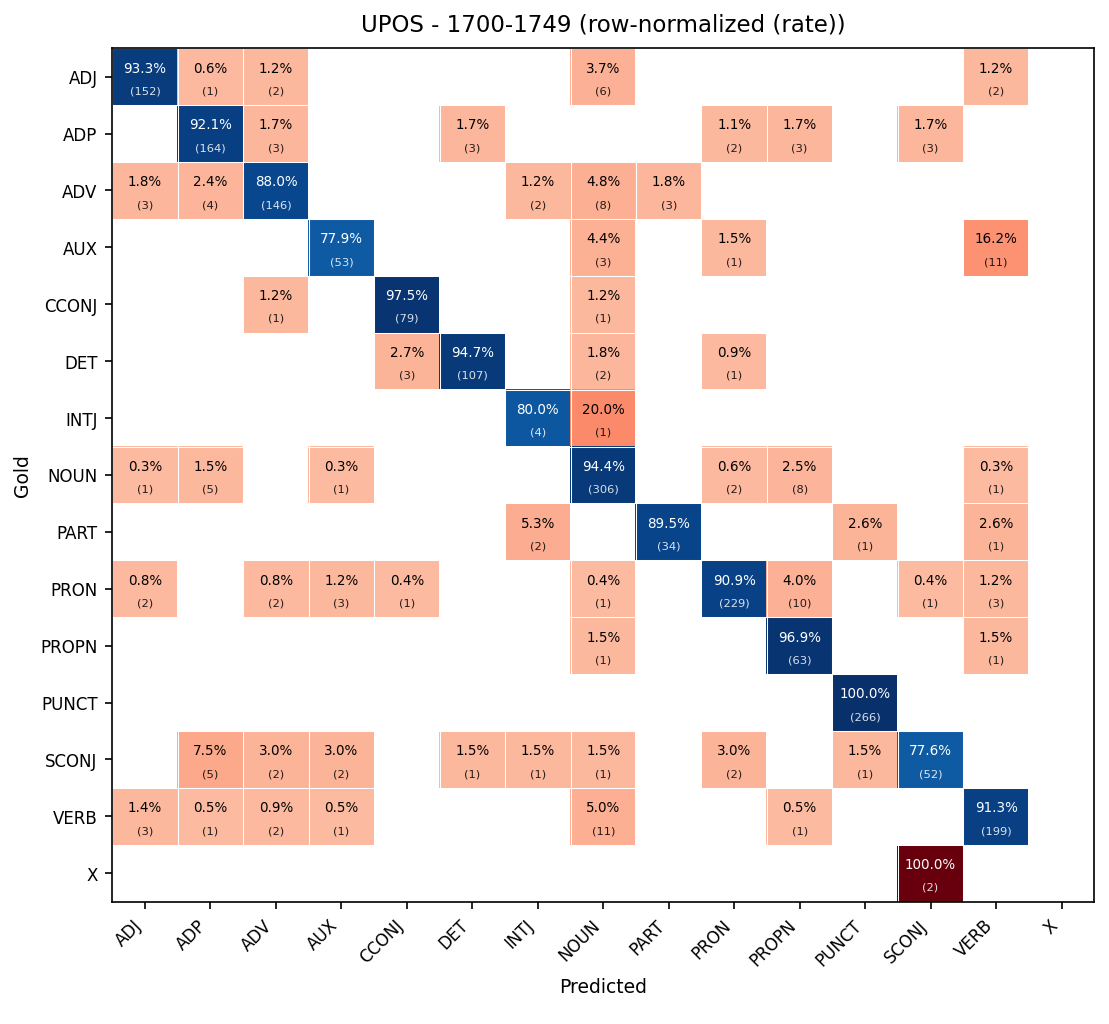 UPOS - 1700-1749 (row-normalized (rate))
ADJ 93.3% 0.6% 1.2% 3.7% 1.2%
(152) (1) (2) (6) (2)
ADP 92.1% 1.7% 1.7% 1.1% 1.7% 1.7%
(164) (3) (3) (2) (3) (3)
ADV 1.8% 2.4% 88.0% 1.2% 4.8% 1.8%
(3) (4) (146) (2) (8) (3)
AUX 77.9% 4.4% 1.5% 16.2%
(53) (3) (1) (11)
CCONJ 1.2% 97.5% 1.2%
(1) (79) (1)
DET 2.7% 94.7% 1.8% 0.9%
(3) (107) (2) (1)
INTJ 80.0% 20.0%
(4) (1)
NOUN 0.3% 1.5% 0.3% 94.4% 0.6% 2.5% 0.3%
(1) (5) (1) (306) (2) (8) (1)
PART 5.3% 89.5% 2.6% 2.6%
(2) (34) (1) (1)
PRON 0.8% 0.8% 1.2% 0.4% 0.4% 90.9% 4.0% 0.4% 1.2%
(2) (2) (3) (1) (1) (229) (10) (1) (3)
PROPN 1.5% 96.9% 1.5%
(1) (63) (1)
PUNCT 100.0%
(266)
SCONJ 7.5% 3.0% 3.0% 1.5% 1.5% 1.5% 3.0% 1.5% 77.6%
(5) (2) (2) (1) (1) (1) (2) (1) (52)
VERB 1.4% 0.5% 0.9% 0.5% 5.0% 0.5% 91.3%
(3) (1) (2) (1) (11) (1) (199)
X 100.0%
(2)
Gold
ADJ ADP ADV AUX CCONJ DET INTJ NOUN PART PRON PROPN PUNCT SCONJ VERB X
Predicted